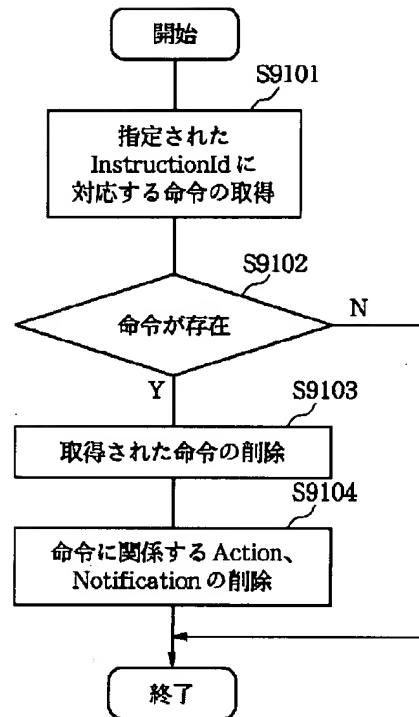 開始
S9101
指定された
InstructionIdに
対応する命令の取得
S9102
命令が存在
N
Y
S9103
取得された命令の削除
S9104
命令に関係するAction、
Notificationの削除
終了